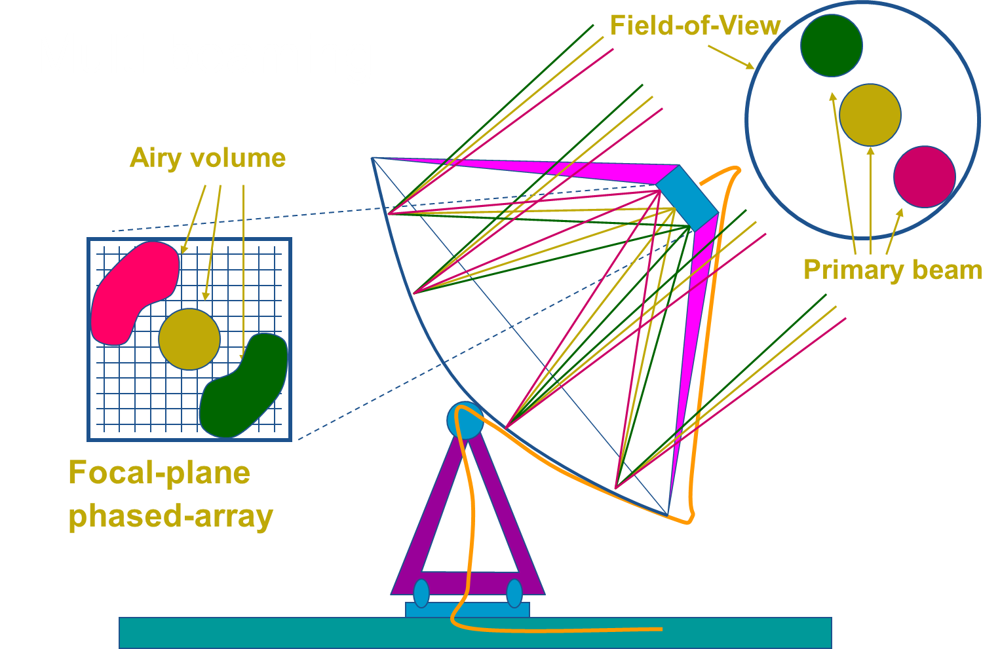 Field-of-View
Airy volume
Primary beam
Focal-plane
phased-array